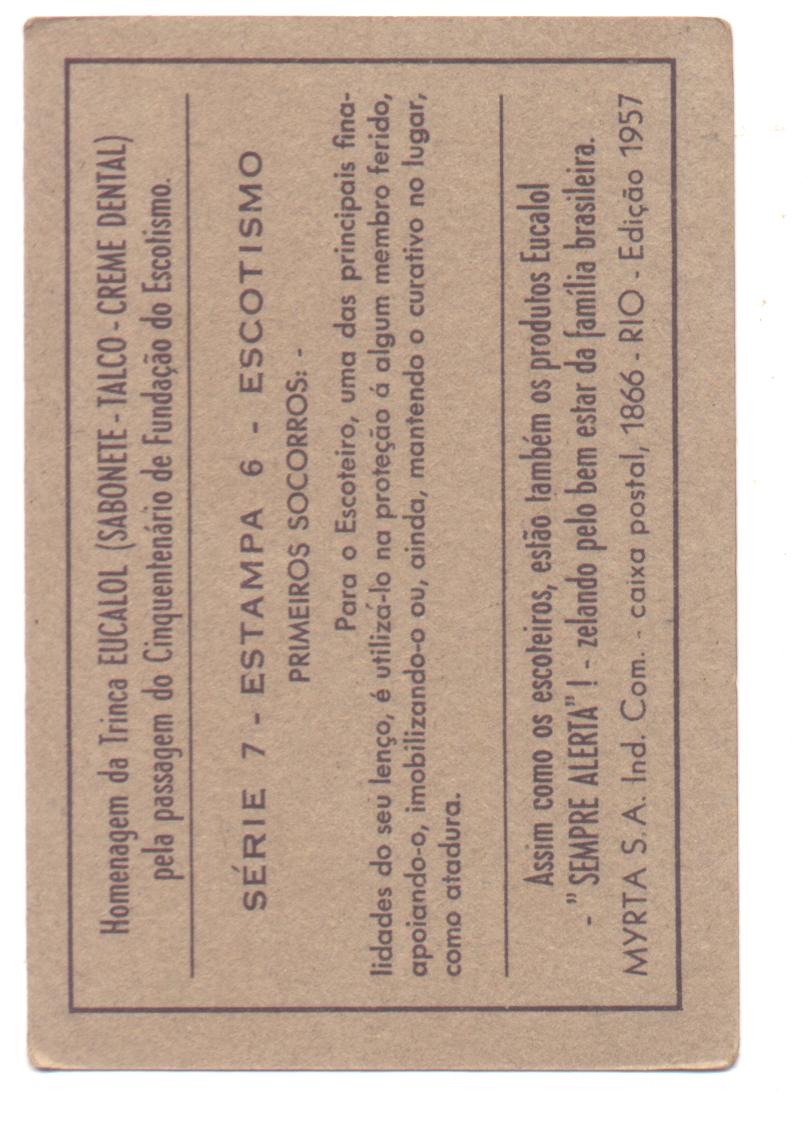 Homenagem da Trinca EUCALOL (SABONETE - TALCO - CREME DENTAL)
pela passagem do Cinquentenário de Fundação do Escotismo.
SÉRIE 7 - ESTAMPA 6 - ESCOTISMO
PRIMEIROS SOCORROS: -
Para o Escoteiro, uma das principais fina-
lidades do seu lenço, é utilizá-lo na proteção á algum membro ferido,
apoiando-o, imobilizando-o ou, ainda, mantendo o curativo no lugar,
como atadura.
Assim como os escoteiros, estão também os produtos Eucalol
- " SEMPRE ALERTA" ! - zelando pelo bem estar da família brasileira.
MYRTA S. A. Ind. Com. - caixa postal, 1866 - RIO - Edição 1957